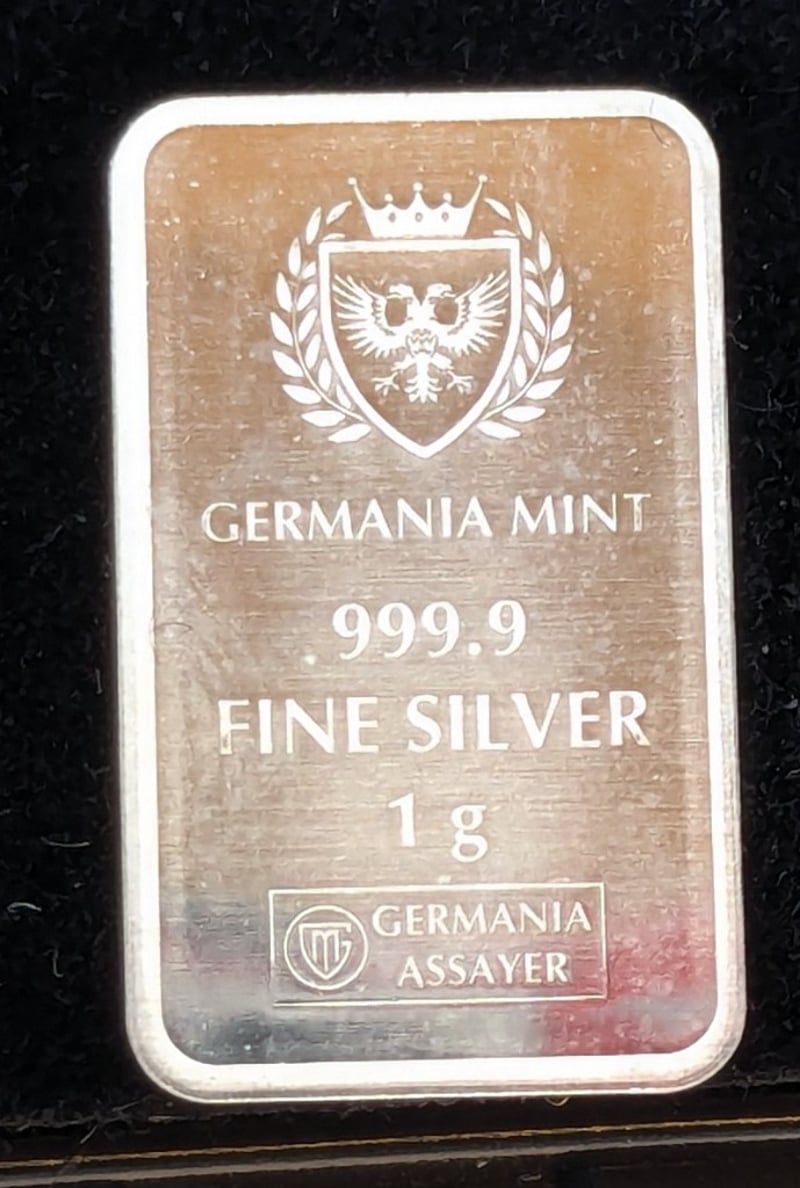 GERMANIA MINT
999.9
FINE SILVER
1 g
GERMANIA
ASSAYER